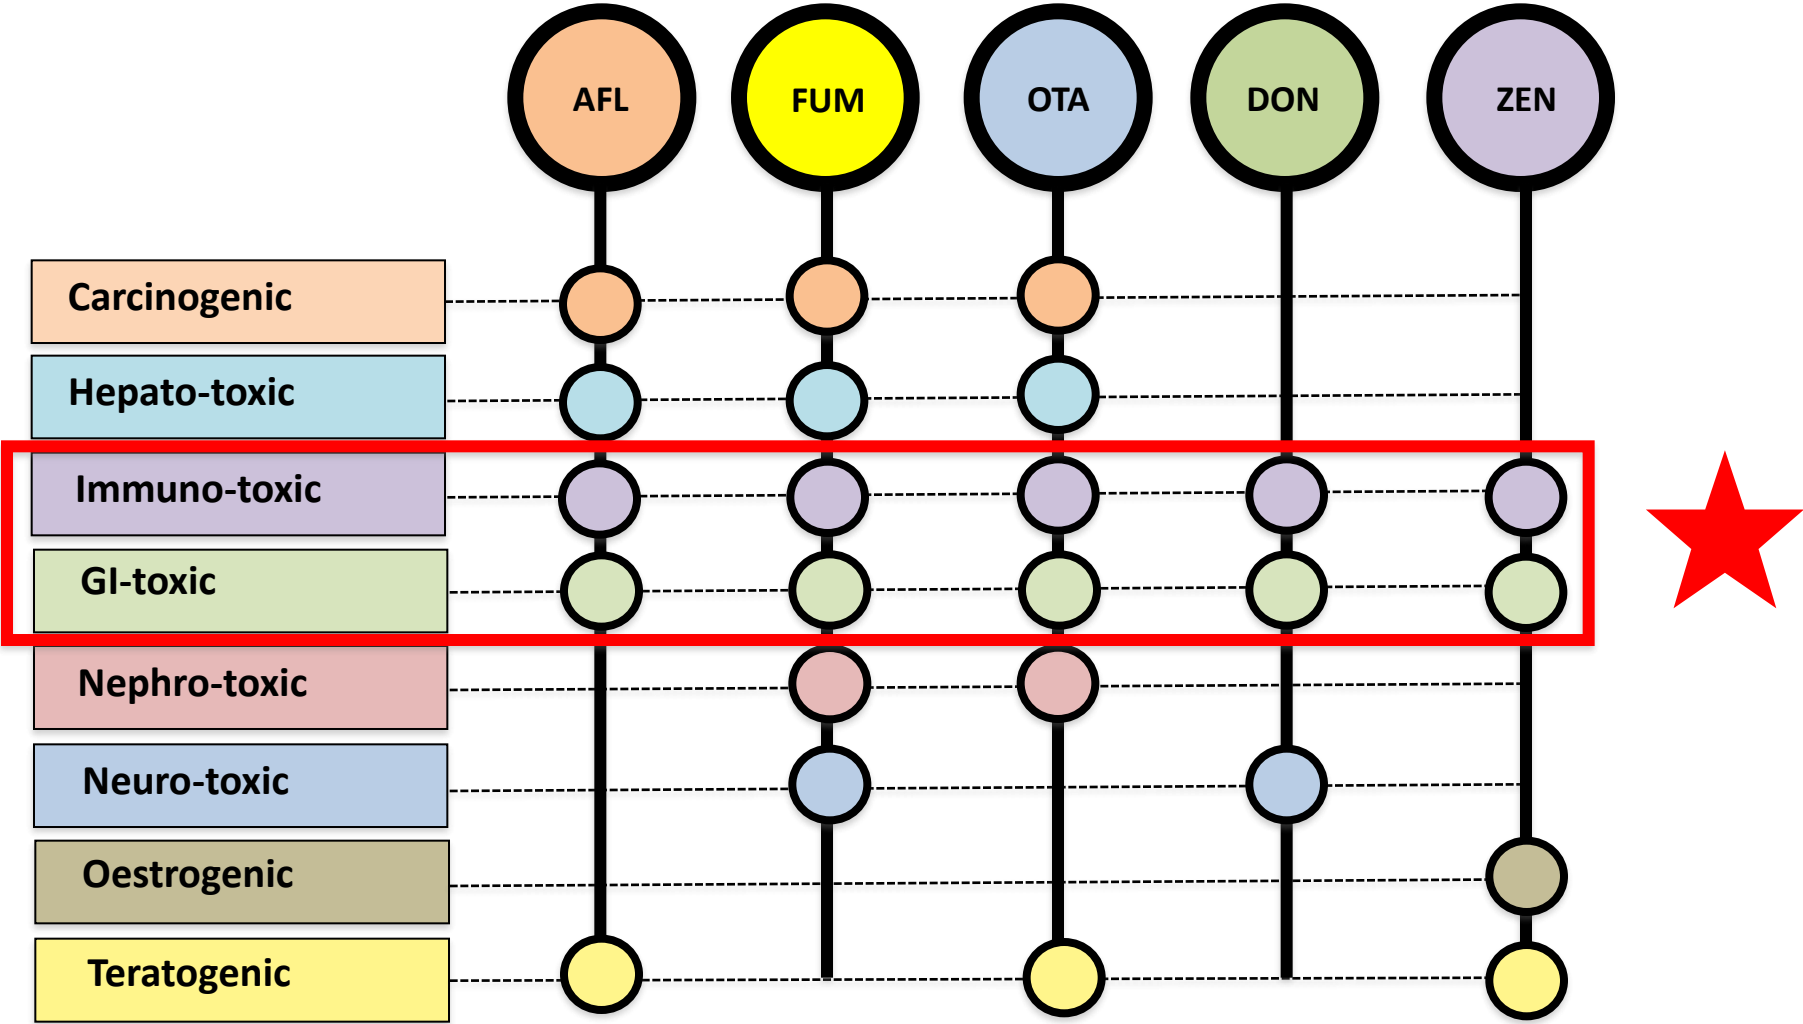 AFL
FUM
OTA
DON
ZEN
Carcinogenic
Hepato-toxic
Immuno-toxic
GI-toxic
Nephro-toxic
Neuro-toxic
Oestrogenic
Teratogenic